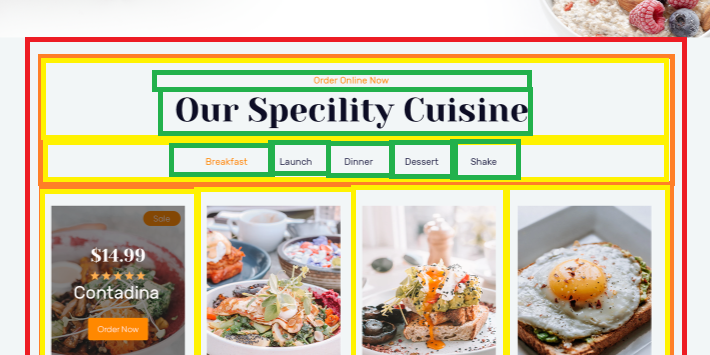 Order Online Now
Our Specility Cuisine
Breakfast Launch Dinner Dessert Shake
Sale
$14.99
Contadina
Order Now